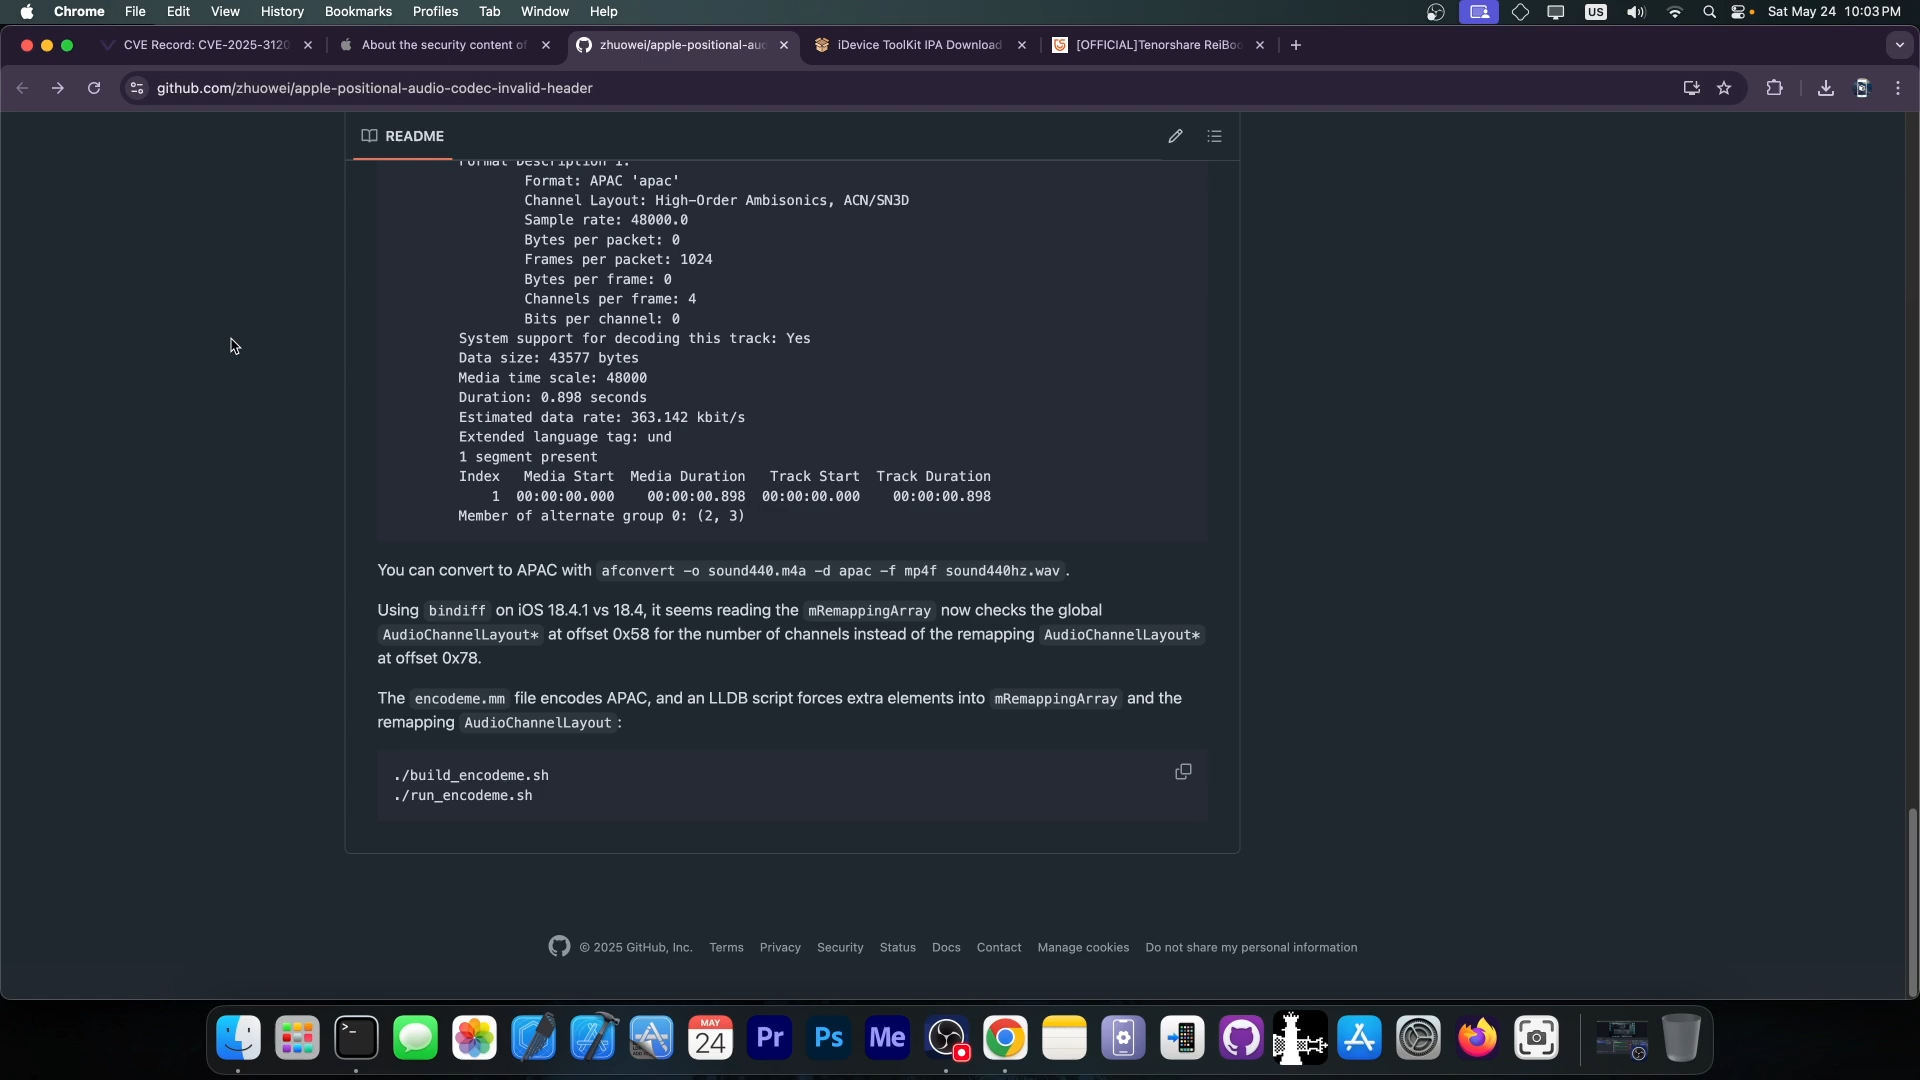 Chrome File Edit View History Bookmarks Profiles Tab Window Help US Sat May 24 10:03 PM
CVE Record: CVE-2025-3120 About the security content of zhuowei/apple-positional-au iDevice ToolKit IPA Download [OFFICIAL]Tenorshare ReiBoo
github.com/zhuowei/apple-positional-audio-codec-invalid-header
README
Format Description 1:
Format: APAC 'apac'
Channel Layout: High-Order Ambisonics, ACN/SN3D
Sample rate: 48000.0
Bytes per packet: 0
Frames per packet: 1024
Bytes per frame: 0
Channels per frame: 4
Bits per channel: 0
System support for decoding this track: Yes
Data size: 43577 bytes
Media time scale: 48000
Duration: 0.898 seconds
Estimated data rate: 363.142 kbit/s
Extended language tag: und
1 segment present
Index Media Start Media Duration Track Start Track Duration
1 00:00:00.000 00:00:00.898 00:00:00.000 00:00:00.898
Member of alternate group 0: (2, 3)
You can convert to APAC with afconvert -o sound440.m4a -d apac -f mp4f sound440hz.wav .
Using bindiff on iOS 18.4.1 vs 18.4, it seems reading the mRemappingArray now checks the global
AudioChannelLayout* at offset 0x58 for the number of channels instead of the remapping AudioChannelLayout*
at offset 0x78.
The encodeme.mm file encodes APAC, and an LLDB script forces extra elements into mRemappingArray and the
remapping AudioChannelLayout :
./build_encodeme.sh
./run_encodeme.sh
© 2025 GitHub, Inc. Terms Privacy Security Status Docs Contact Manage cookies Do not share my personal information
MAY
24
Pr Ps Me